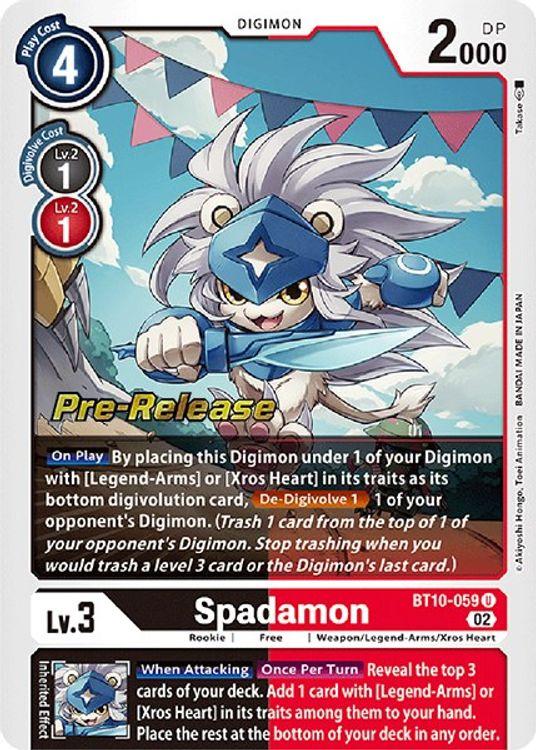 DIGIMON
Play Cost
4
2000
DP
Digivolve Cost
Lv.2
1
Lv.2
1
Takase
© Akiyoshi Hongo, Toei Animation BANDAI MADE IN JAPAN
Pre-Release
On Play By placing this Digimon under 1 of your Digimon
with [Legend-Arms] or [Xros Heart] in its traits as its
bottom digivolution card, De-Digivolve 1 1 of your
opponent's Digimon. (Trash 1 card from the top of 1 of
your opponent's Digimon. Stop trashing when you
would trash a level 3 card or the Digimon's last card.)
Lv.3
Spadamon
BT10-059 U
02
Rookie | Free | Weapon/Legend-Arms/Xros Heart
Inherited Effect
When Attacking Once Per Turn Reveal the top 3
cards of your deck. Add 1 card with [Legend-Arms] or
[Xros Heart] in its traits among them to your hand.
Place the rest at the bottom of your deck in any order.